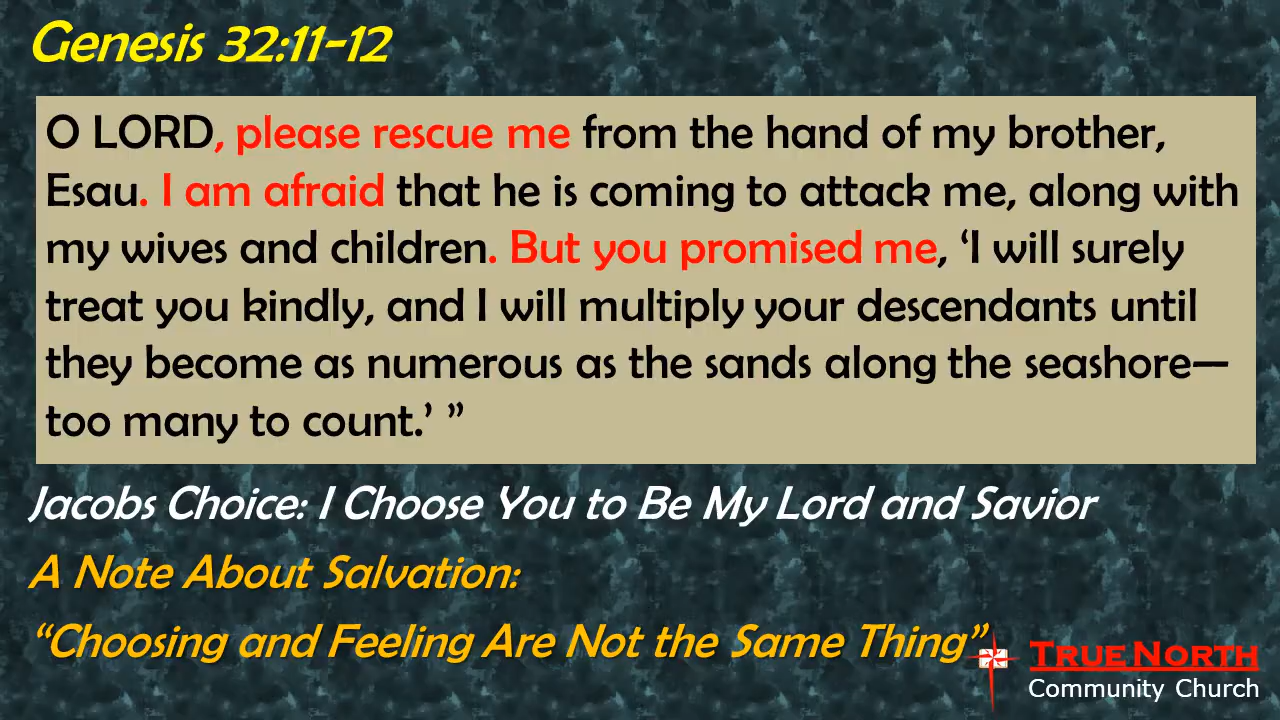 Genesis 32:11-12
O LORD, please rescue me from the hand of my brother,
Esau. I am afraid that he is coming to attack me, along with
my wives and children. But you promised me, ‘I will surely
treat you kindly, and I will multiply your descendants until
they become as numerous as the sands along the seashore—
too many to count.’ ”
Jacobs Choice: I Choose You to Be My Lord and Savior
A Note About Salvation:
“Choosing and Feeling Are Not the Same Thing”
TRUE NORTH
Community Church